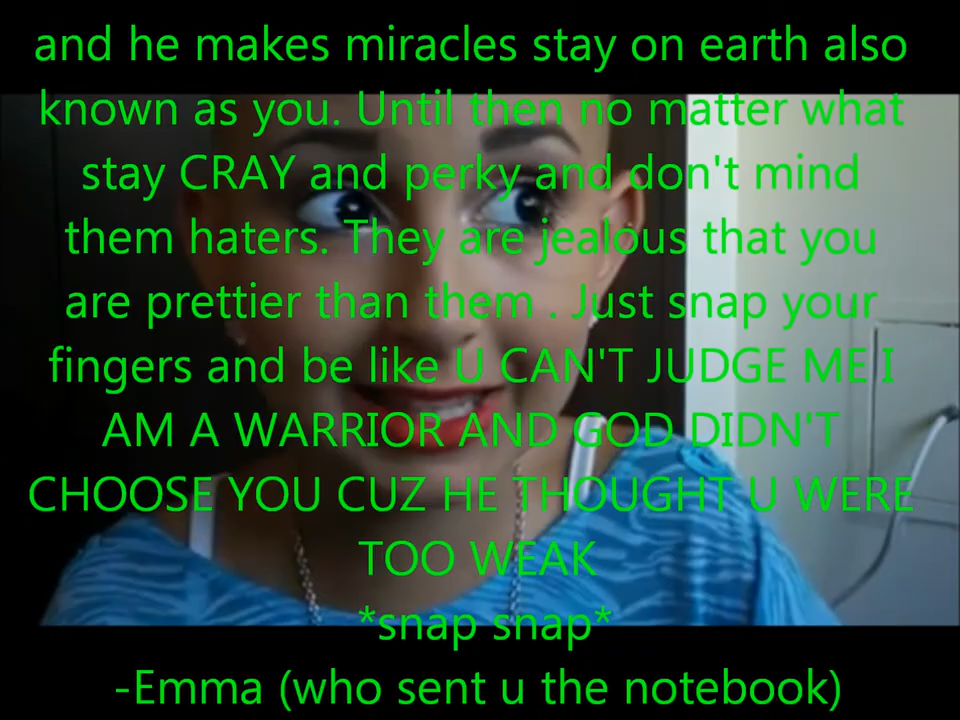 and he makes miracles stay on earth also
known as you. Until then no matter what
stay CRAY and perky and don't mind
them haters. They are jealous that you
are prettier than them . Just snap your
fingers and be like U CAN'T JUDGE ME I
AM A WARRIOR AND GOD DIDN'T
CHOOSE YOU CUZ HE THOUGHT U WERE
TOO WEAK
*snap snap*
-Emma (who sent u the notebook)